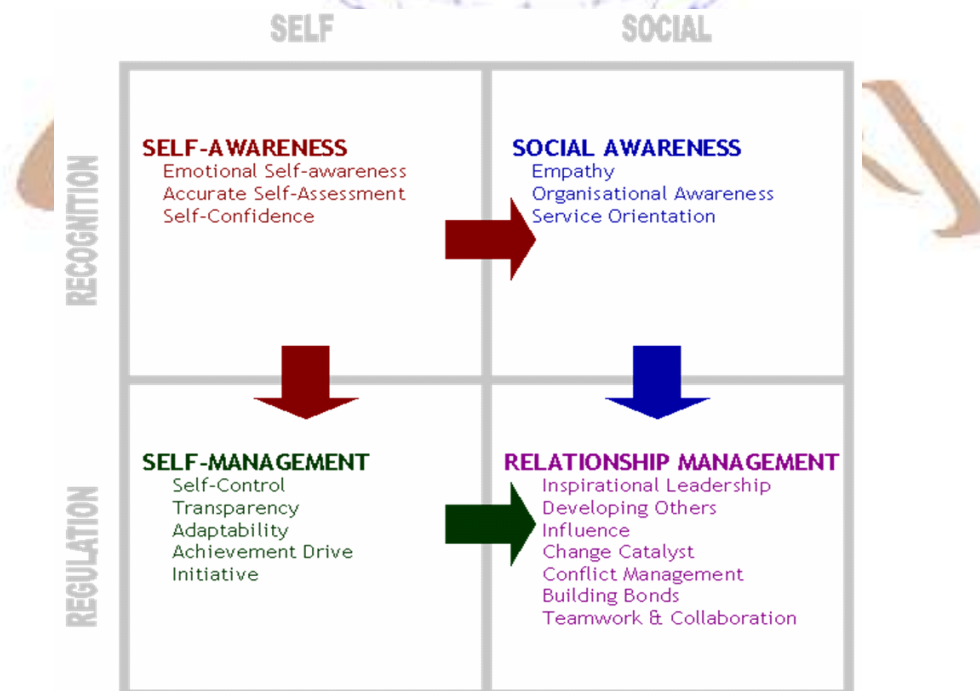 SELF
SOCIAL
RECOGNITION
SELF-AWARENESS
Emotional Self-awareness
Accurate Self-Assessment
Self-Confidence
SOCIAL AWARENESS
Empathy
Organisational Awareness
Service Orientation
REGULATION
SELF-MANAGEMENT
Self-Control
Transparency
Adaptability
Achievement Drive
Initiative
RELATIONSHIP MANAGEMENT
Inspirational Leadership
Developing Others
Influence
Change Catalyst
Conflict Management
Building Bonds
Teamwork & Collaboration